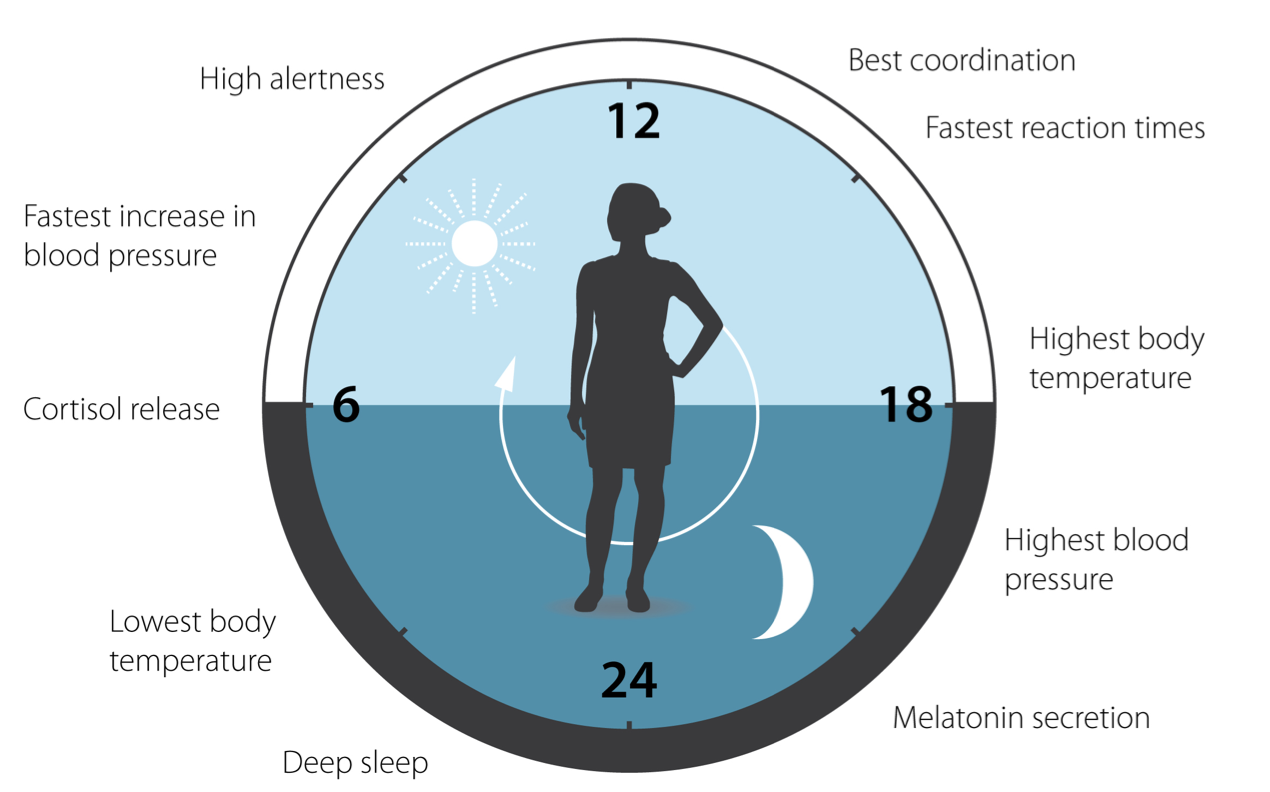 Best coordination
High alertness
12
Fastest reaction times
Fastest increase in
blood pressure
Highest body
temperature
Cortisol release
6
18
Highest blood
pressure
Lowest body
temperature
24
Melatonin secretion
Deep sleep